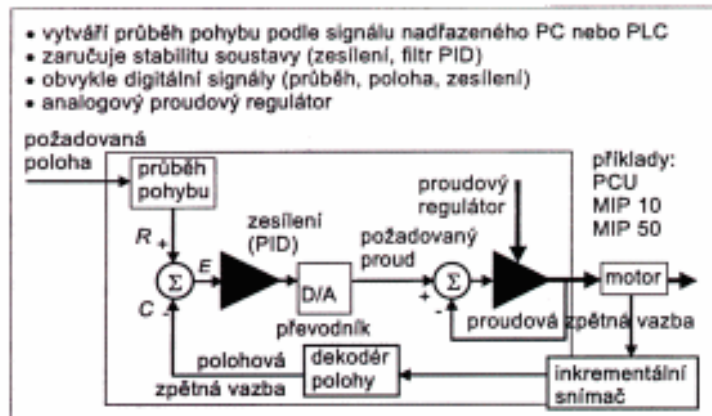 • vytváří průběh pohybu podle signálu nadřazeného PC nebo PLC
• zaručuje stabilitu soustavy (zesílení, filtr PID)
• obvykle digitální signály (průběh, poloha, zesílení)
• analogový proudový regulátor
požadovaná
poloha
průběh
pohybu
proudový
regulátor
příklady:
PCU
MIP 10
MIP 50
zesílení
(PID)
požadovaný
proud
R +
Σ
E
C -
D/A
převodník
+
Σ
-
motor
proudová zpětná vazba
polohová
zpětná vazba
dekodér
polohy
inkrementální
snímač